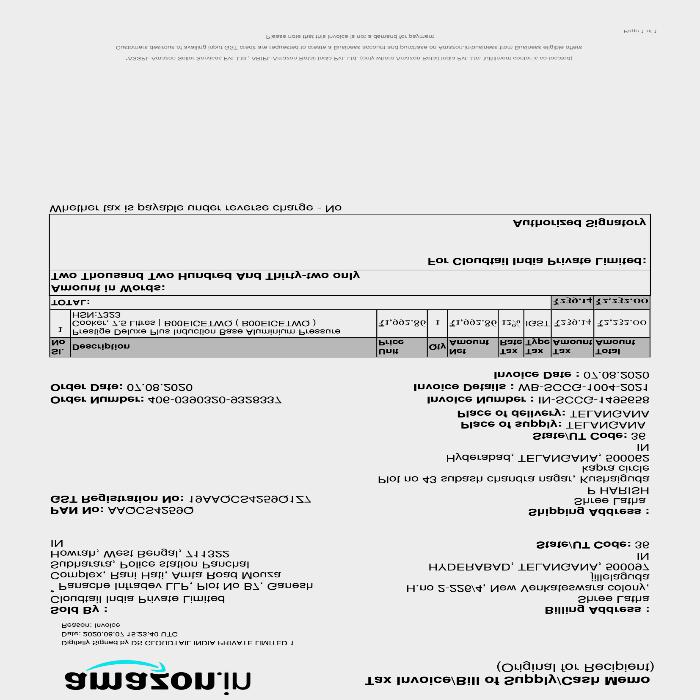 amazon.in
Tax Invoice/Bill of Supply/Cash Memo
(Original for Recipient)
Digitally Signed by DS CLOUDTAIL INDIA PRIVATE LIMITED 1
Date: 2020.08.07 15:23:40 UTC
Reason: Invoice
Sold By :
Cloudtail India Private Limited
* Panache Infradev LLP, Plot No B7, Ganesh
Complex, Rani Hati, Amta Road Mouza
Subharara, Police station Panchal
Howrah, West Bengal, 711322
IN
Billing Address :
Shree Latha
H.no 2-226/4, New Venkateswara colony,
jillelaguda
HYDERABAD, TELANGANA, 500097
IN
State/UT Code: 36
PAN No: AAQCS4259Q
GST Registration No: 19AAQCS4259Q1ZZ
Shipping Address :
Shree Latha
P HARISH
Plot no 43 subash chandra nagar, Kushaiguda
kapra circle
Hyderabad, TELANGANA, 500062
IN
State/UT Code: 36
Place of supply: TELANGANA
Place of delivery: TELANGANA
Order Number: 406-0390320-9328337
Order Date: 07.08.2020
Invoice Number : IN-SCCG-1495658
Invoice Details : WB-SCCG-1004-2021
Invoice Date : 07.08.2020
Sl. No Description Unit Price Qty Net Amount Tax Rate Tax Type Tax Amount Total Amount
1 Prestige Deluxe Plus Induction Base Aluminium Pressure
Cooker, 7.5 Litres | B00EICETWQ ( B00EICETWQ ) ₹1,992.86 1 ₹1,992.86 12% IGST ₹239.14 ₹2,232.00
HSN:7323
TOTAL: ₹239.14 ₹2,232.00
Amount in Words:
Two Thousand Two Hundred And Thirty-two only
For Cloudtail India Private Limited:
Authorized Signatory
Whether tax is payable under reverse charge - No
*ASSPL-Amazon Seller Services Pvt. Ltd., ARIPL-Amazon Retail India Pvt. Ltd. (only where Amazon Retail India Pvt. Ltd. fulfillment center is co-located)
Customers desirous of availing input GST credit are requested to create a Business account and purchase on Amazon.in/business from Business eligible offers
Please note that this invoice is not a demand for payment
Page 1 of 1